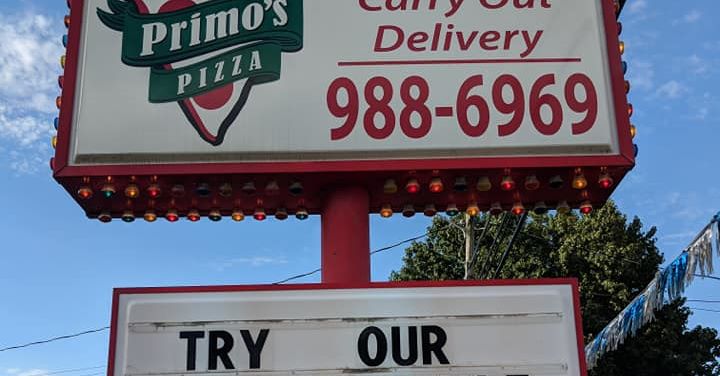 Primo's
PIZZA
Carry Out
Delivery
988-6969
TRY OUR